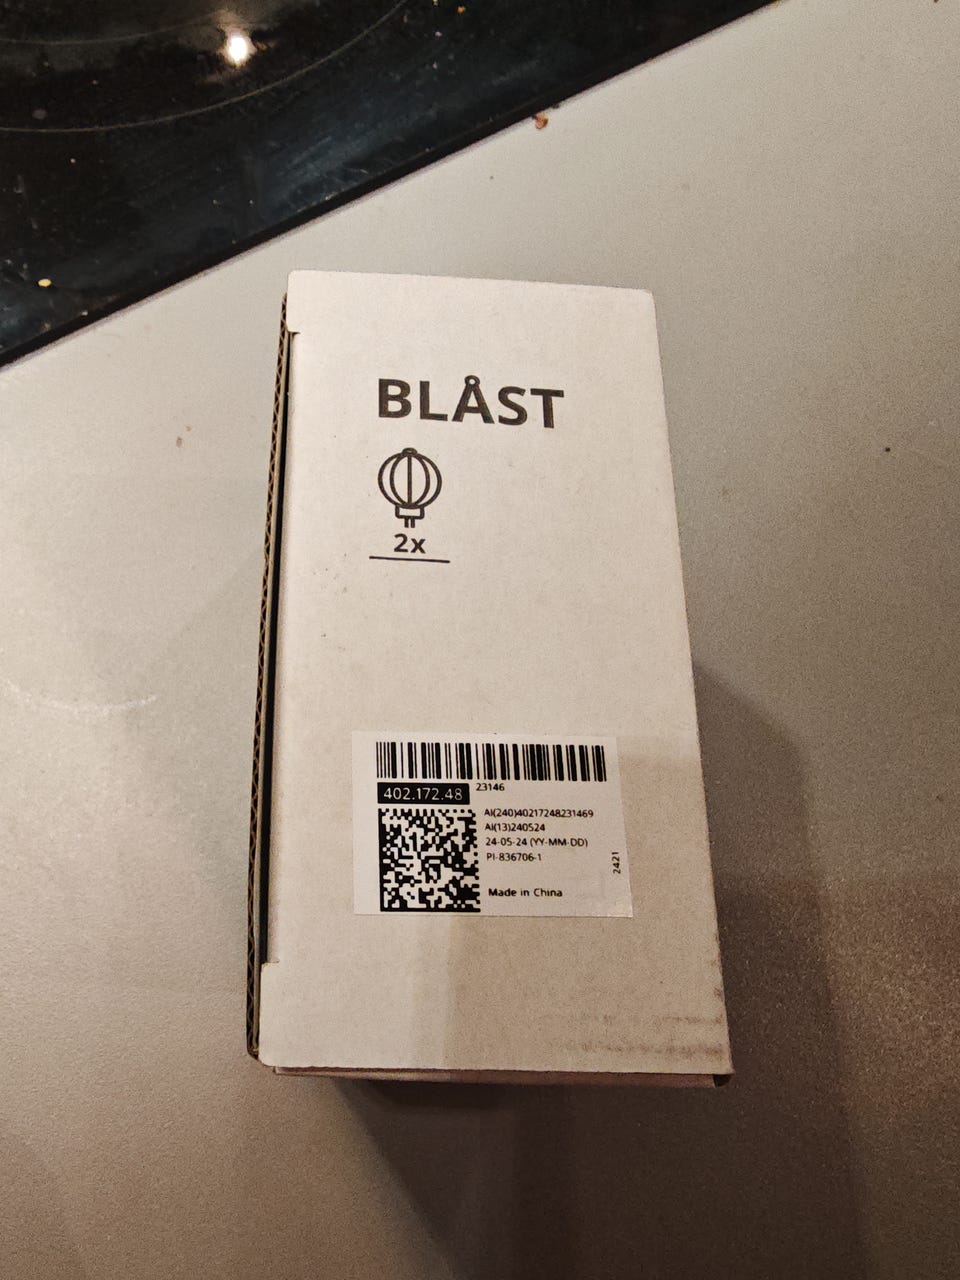 BLÅST
2x
402.172.48
23146
AI(240)40217248231469
AI(13)240524
24-05-24 (YY-MM-DD)
PI-836706-1
Made in China
2421